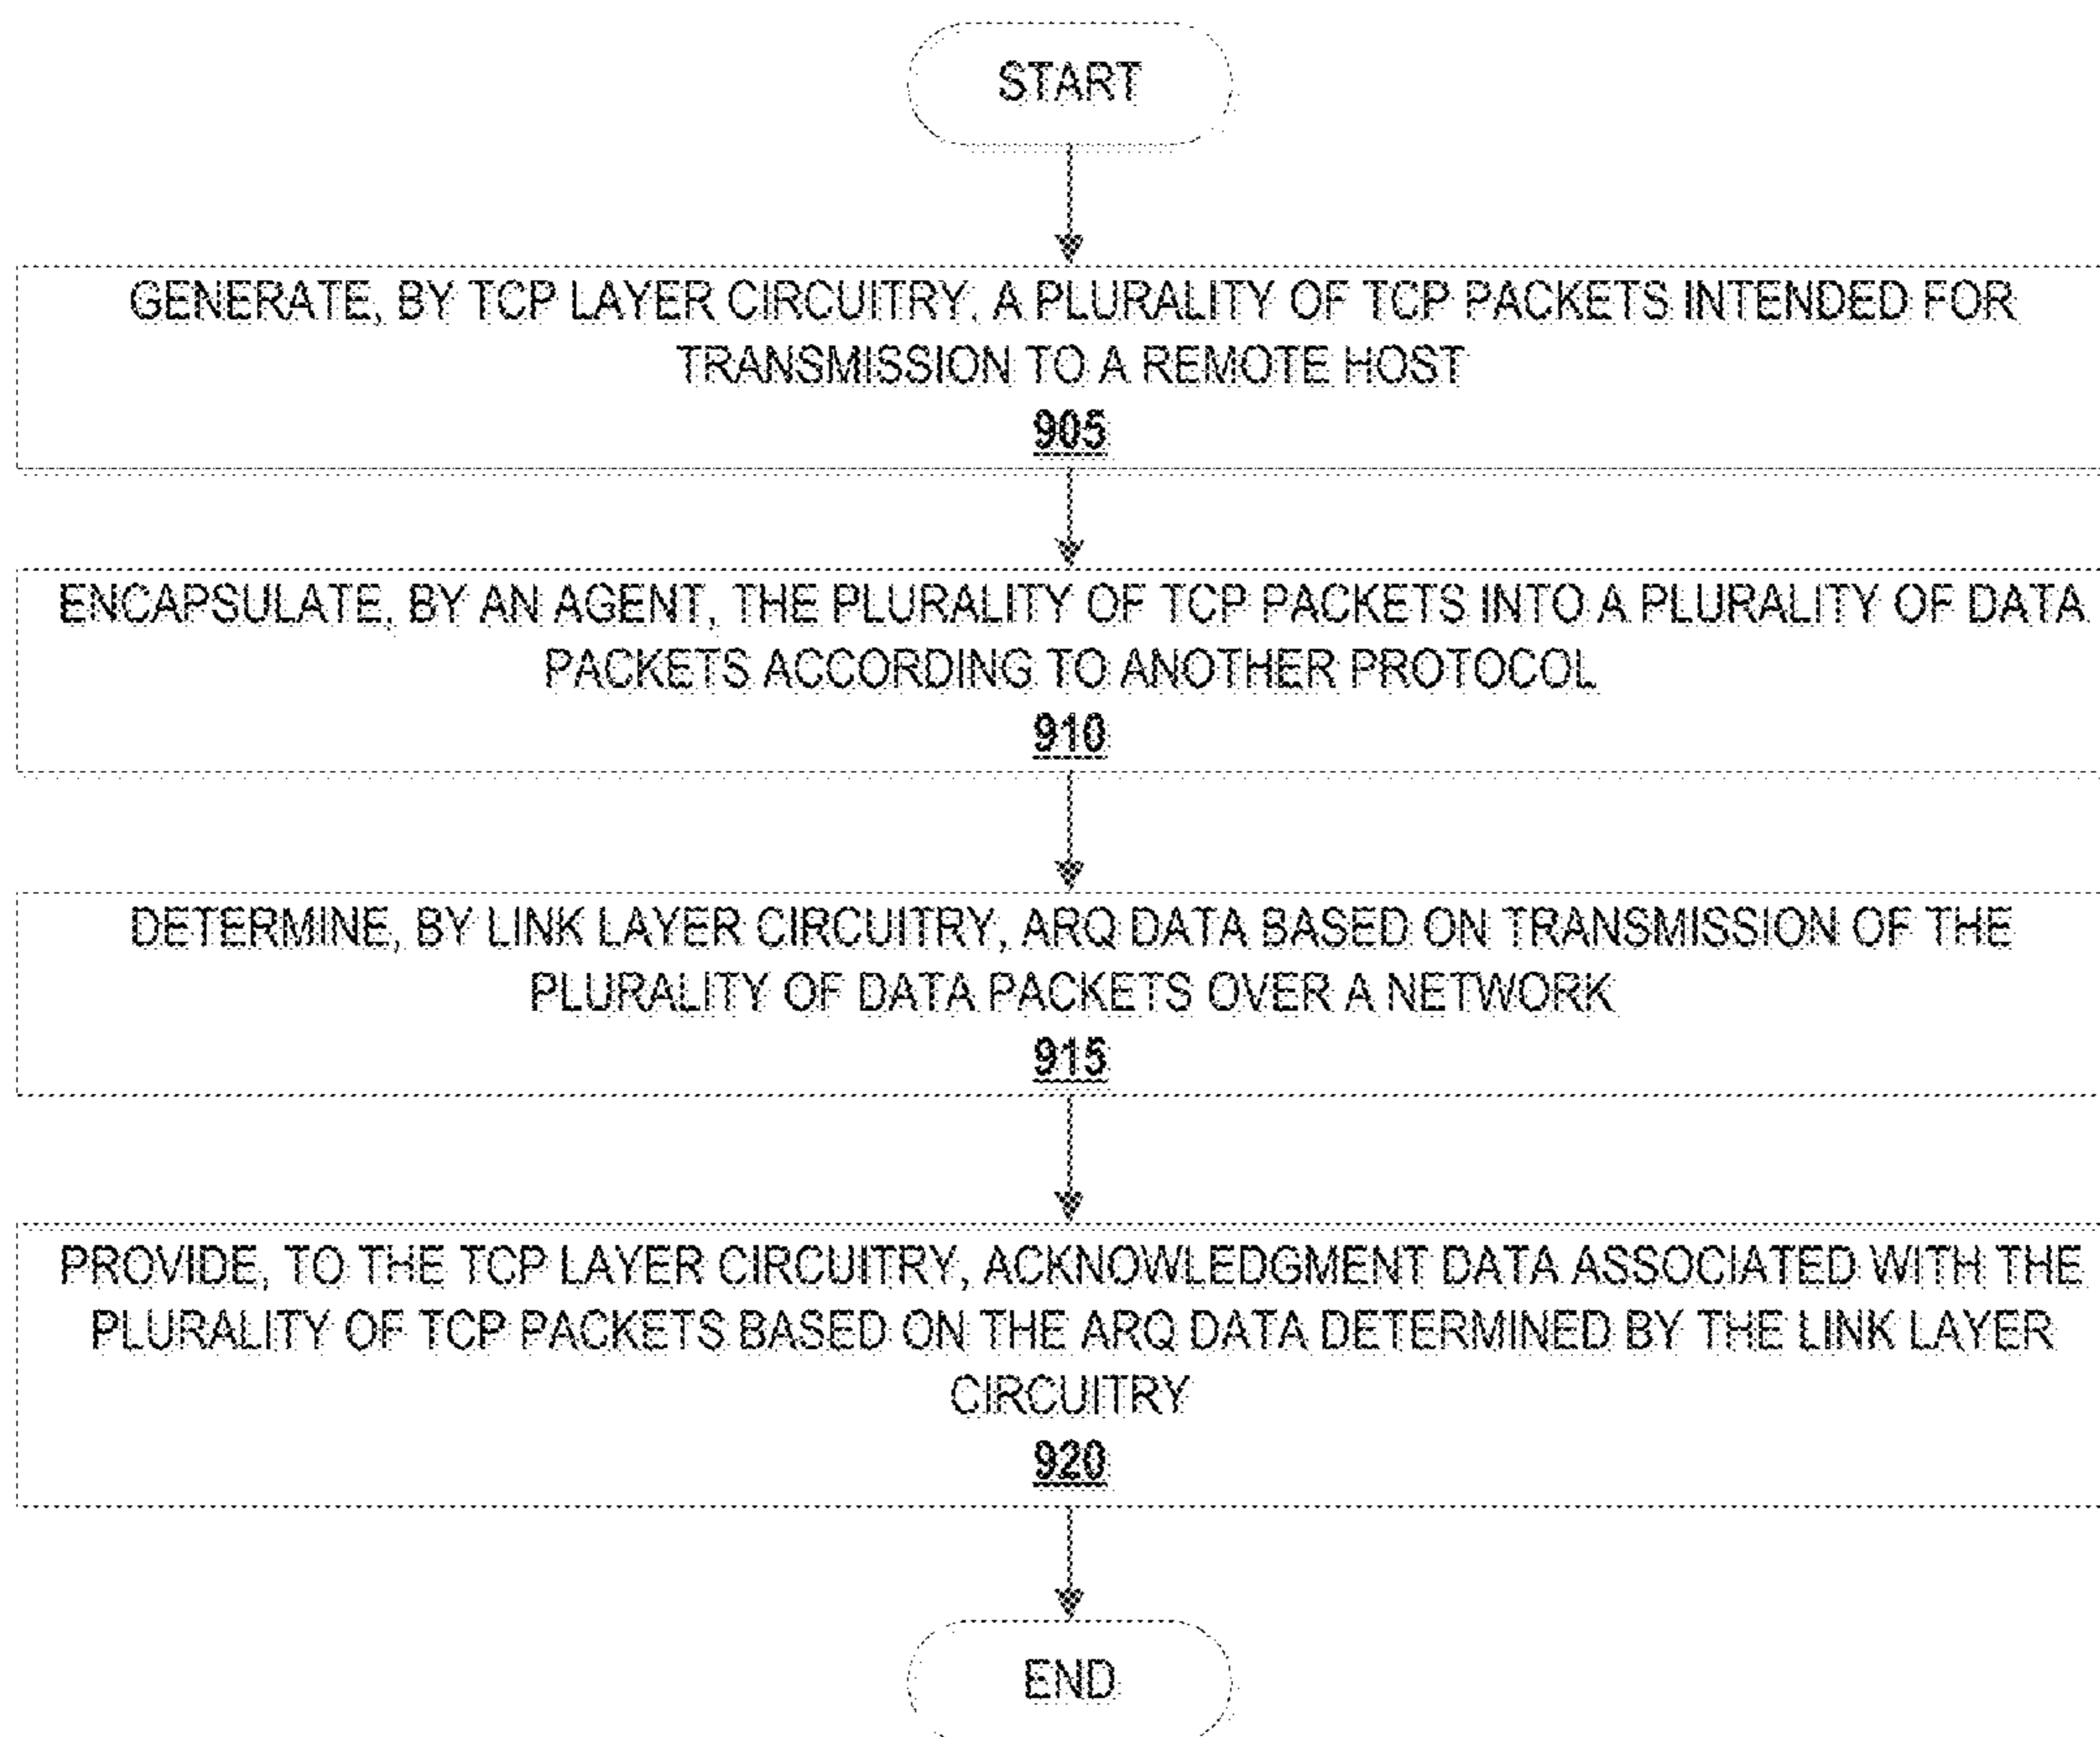 START
GENERATE, BY TCP LAYER CIRCUITRY, A PLURALITY OF TCP PACKETS INTENDED FOR
TRANSMISSION TO A REMOTE HOST
905
ENCAPSULATE, BY AN AGENT, THE PLURALITY OF TCP PACKETS INTO A PLURALITY OF DATA
PACKETS ACCORDING TO ANOTHER PROTOCOL
910
DETERMINE, BY LINK LAYER CIRCUITRY, ARQ DATA BASED ON TRANSMISSION OF THE
PLURALITY OF DATA PACKETS OVER A NETWORK
915
PROVIDE, TO THE TCP LAYER CIRCUITRY, ACKNOWLEDGMENT DATA ASSOCIATED WITH THE
PLURALITY OF TCP PACKETS BASED ON THE ARQ DATA DETERMINED BY THE LINK LAYER
CIRCUITRY
920
END